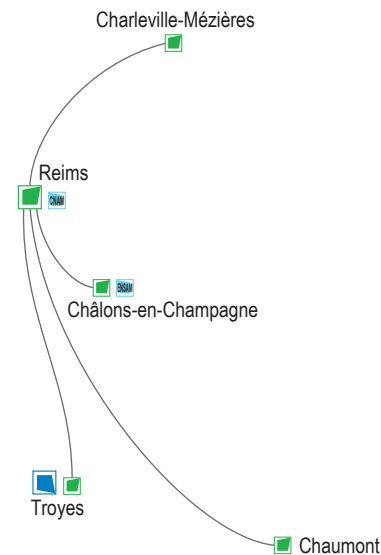 Charleville-Mézières
Reims
CNAM
ENSAM
Châlons-en-Champagne
Troyes
Chaumont